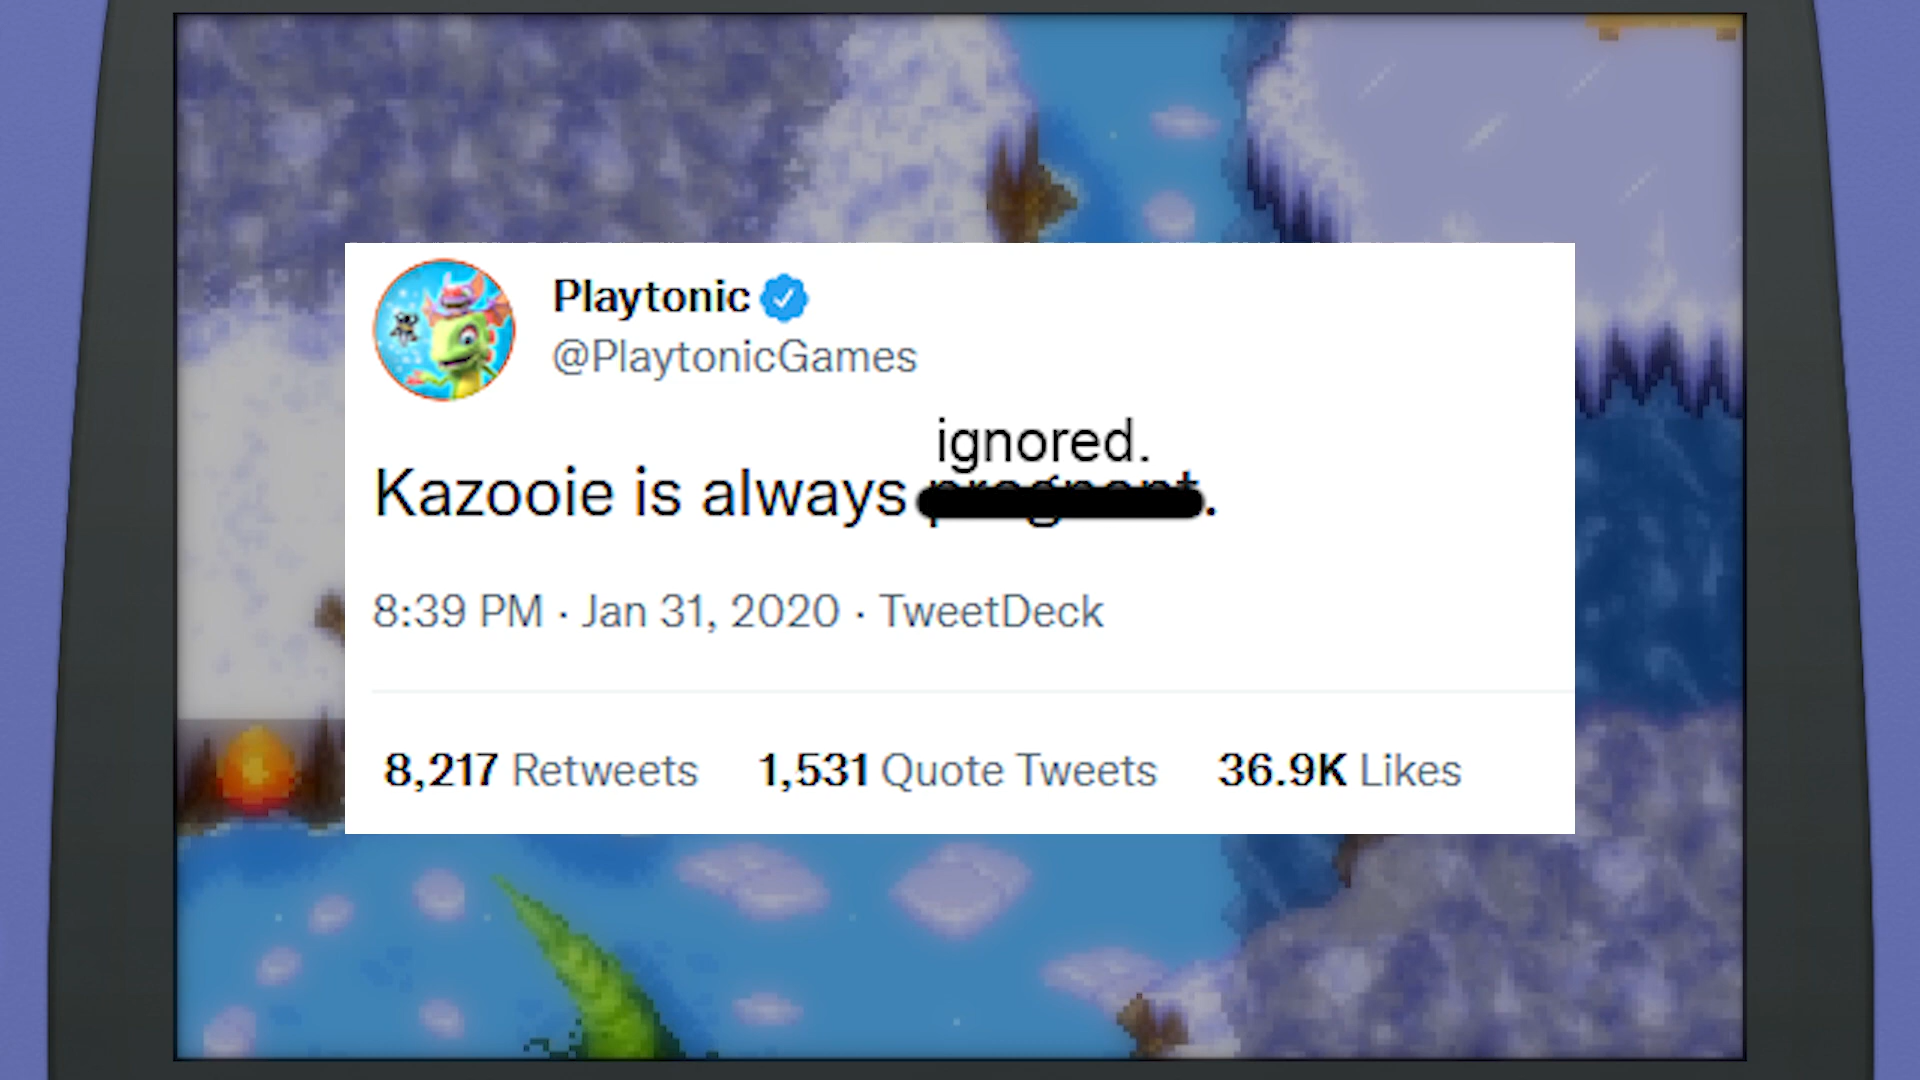 Playtonic
@PlaytonicGames
ignored.
Kazooie is always pregnant.
8:39 PM · Jan 31, 2020 · TweetDeck
8,217 Retweets 1,531 Quote Tweets 36.9K Likes